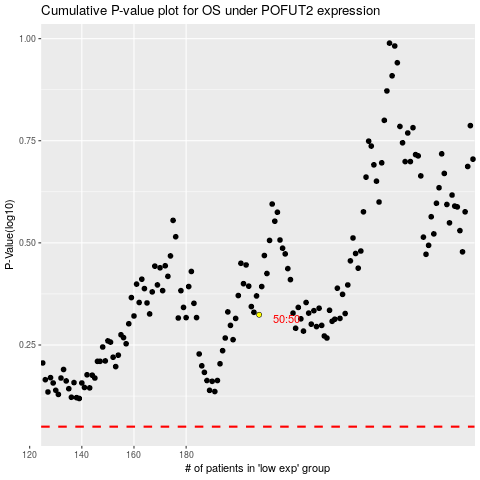 Cumulative P-value plot for OS under POFUT2 expression
P-Value(log10)
1.00
0.75
0.50
0.25
50:50
120 140 160 180
# of patients in 'low exp' group